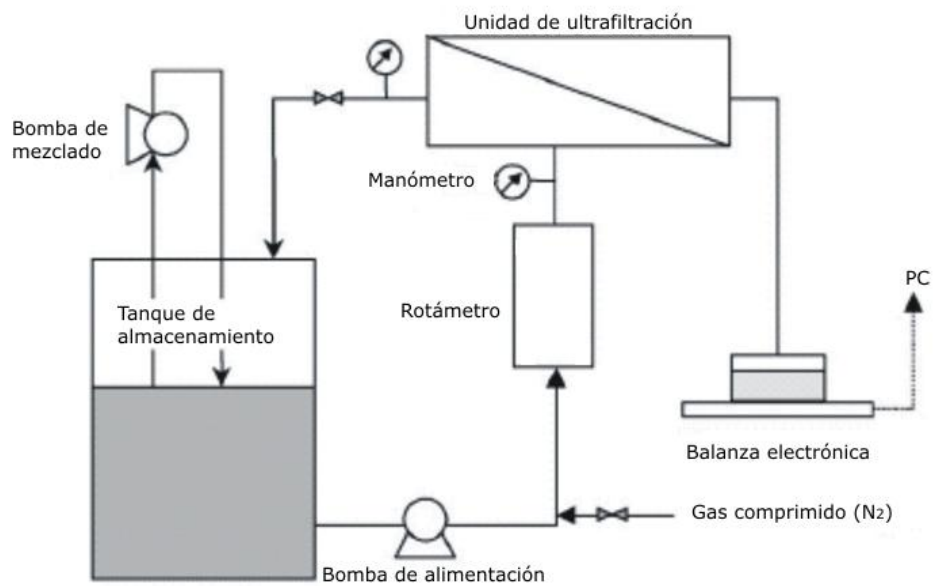 Unidad de ultrafiltración
Bomba de
mezclado
Manómetro
Tanque de
almacenamiento
Rotámetro
PC
Balanza electrónica
Gas comprimido (N₂)
Bomba de alimentación